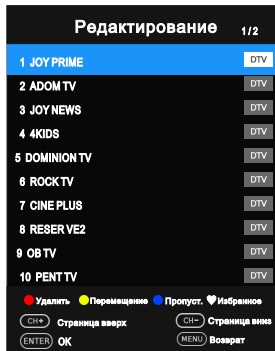 Редактирование 1/2
1 JOY PRIME DTV
2 ADOM TV DTV
3 JOY NEWS DTV
4 4KIDS DTV
5 DOMINION TV DTV
6 ROCK TV DTV
7 CINE PLUS DTV
8 RESER VE2 DTV
9 OB TV DTV
10 PENT TV DTV
Удалить Перемещение Пропуст. Избранное
CH+ Страница вверх CH− Страница вниз
ENTER OK MENU Возврат